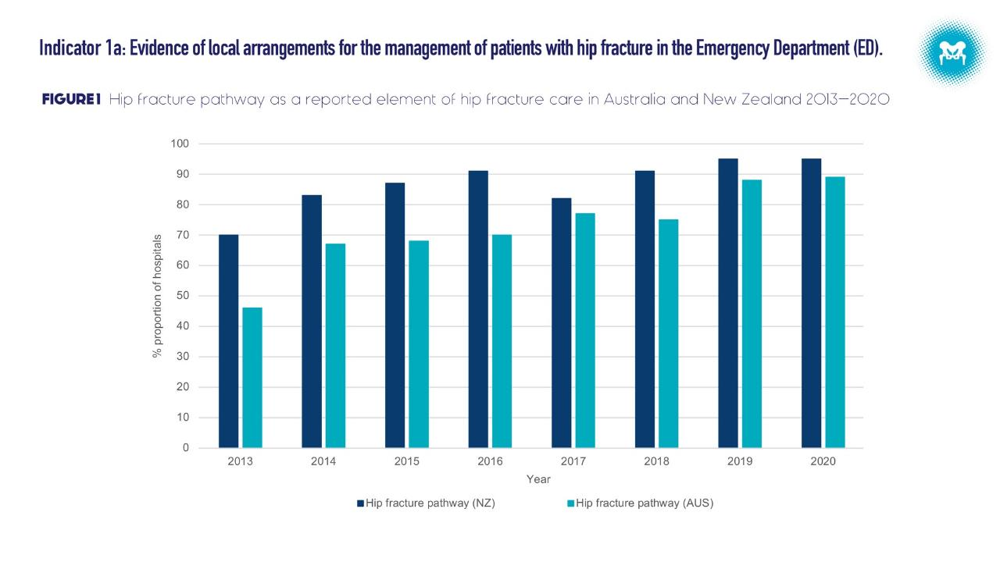 Indicator 1a: Evidence of local arrangements for the management of patients with hip fracture in the Emergency Department (ED).
FIGURE1 Hip fracture pathway as a reported element of hip fracture care in Australia and New Zealand 2013–2020
100
90
80
70
60
50
40
30
20
10
0
% proportion of hospitals
2013 2014 2015 2016 2017 2018 2019 2020
Year
Hip fracture pathway (NZ) Hip fracture pathway (AUS)